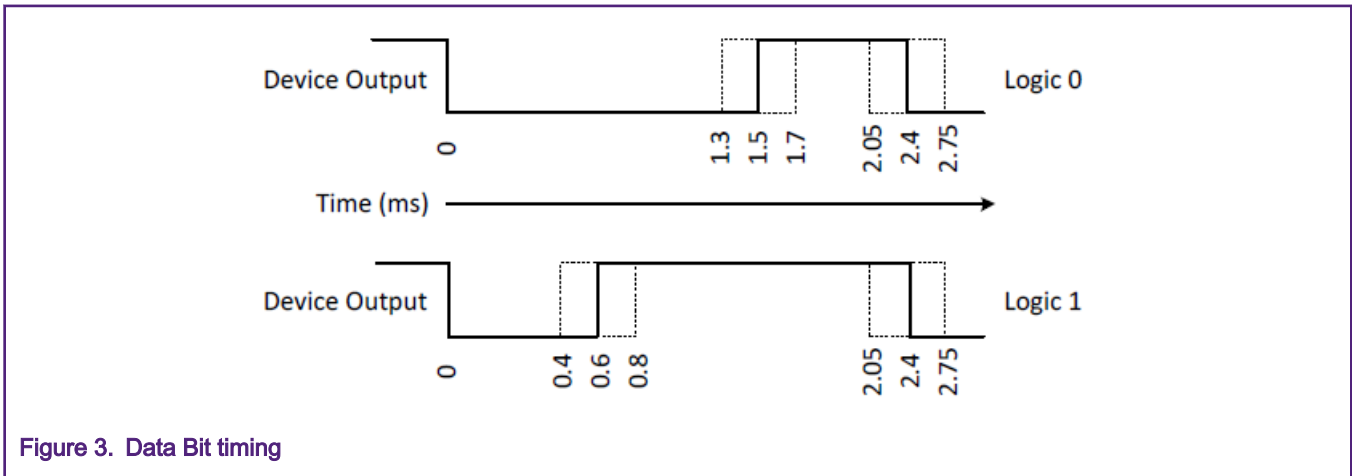 Device Output
Logic 0
0
1.3
1.5
1.7
2.05
2.4
2.75
Time (ms)
Device Output
Logic 1
0
0.4
0.6
0.8
2.05
2.4
2.75
Figure 3. Data Bit timing